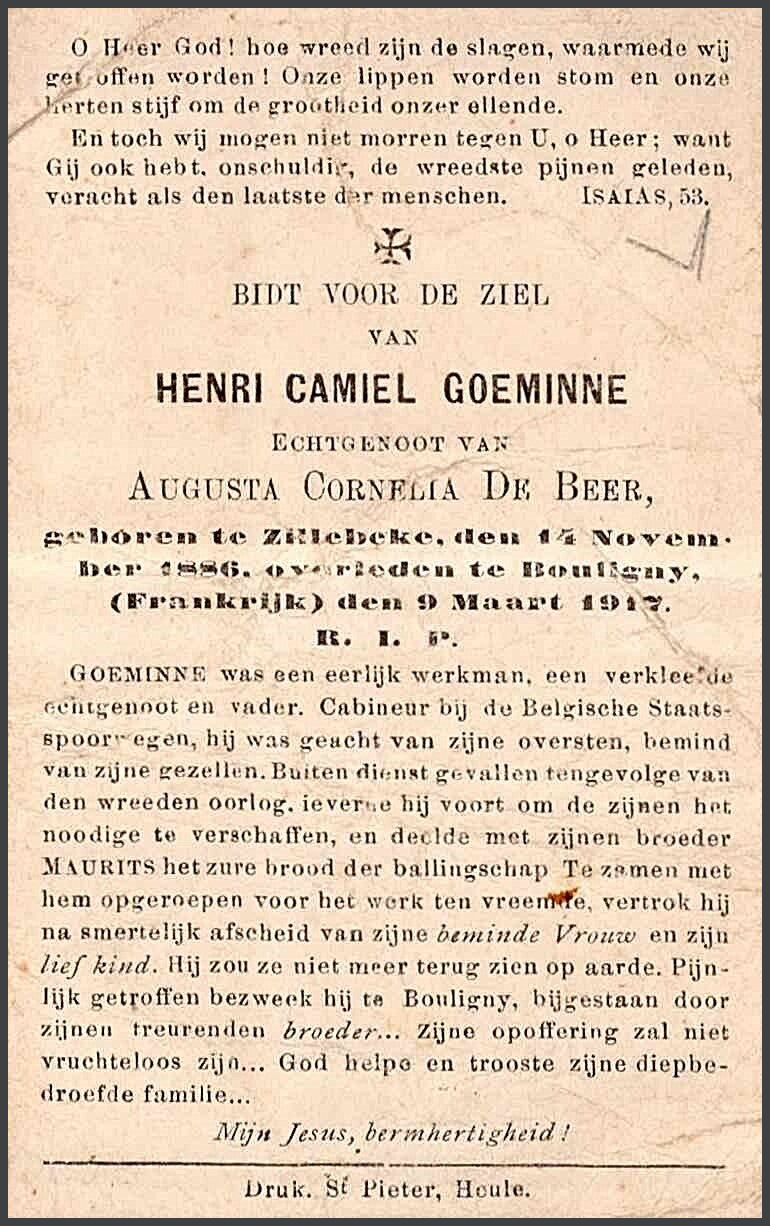 O Heer God! hoe wreed zijn de slagen, waarmede wij
getroffen worden! Onze lippen worden stom en onze
herten stijf om de grootheid onzer ellende.
En toch wij mogen niet morren tegen U, o Heer; want
Gij ook hebt, onschuldig, de wreedste pijnen geleden,
veracht als den laatste der menschen. ISAIAS, 53.
BIDT VOOR DE ZIEL
VAN
HENRI CAMIEL GOEMINNE
ECHTGENOOT VAN
AUGUSTA CORNELIA DE BEER,
geboren te Zillebeke, den 14 Novem-
ber 1886, overleden te Bouligny,
(Frankrijk) den 9 Maart 1917.
R. I. P.
GOEMINNE was een eerlijk werkman, een verkleefde
echtgenoot en vader. Cabineur bij de Belgische Staats-
spoorwegen, hij was geacht van zijne oversten, bemind
van zijne gezellen. Buiten dienst gevallen tengevolge van
den wreeden oorlog, ieverde hij voort om de zijnen het
noodige te verschaffen, en deelde met zijnen broeder
MAURITS het zure brood der ballingschap Te zamen met
hem opgeroepen voor het werk ten vreemde, vertrok hij
na smertelijk afscheid van zijne beminde Vrouw en zijn
lief kind. Hij zou ze niet meer terug zien op aarde. Pijn-
lijk getroffen bezweek hij te Bouligny, bijgestaan door
zijnen treurenden broeder... Zijne opoffering zal niet
vruchteloos zijn... God helpe en trooste zijne diepbe-
droefde familie...
Mijn Jesus, bermhertigheid!
Druk. St Pieter, Heule.